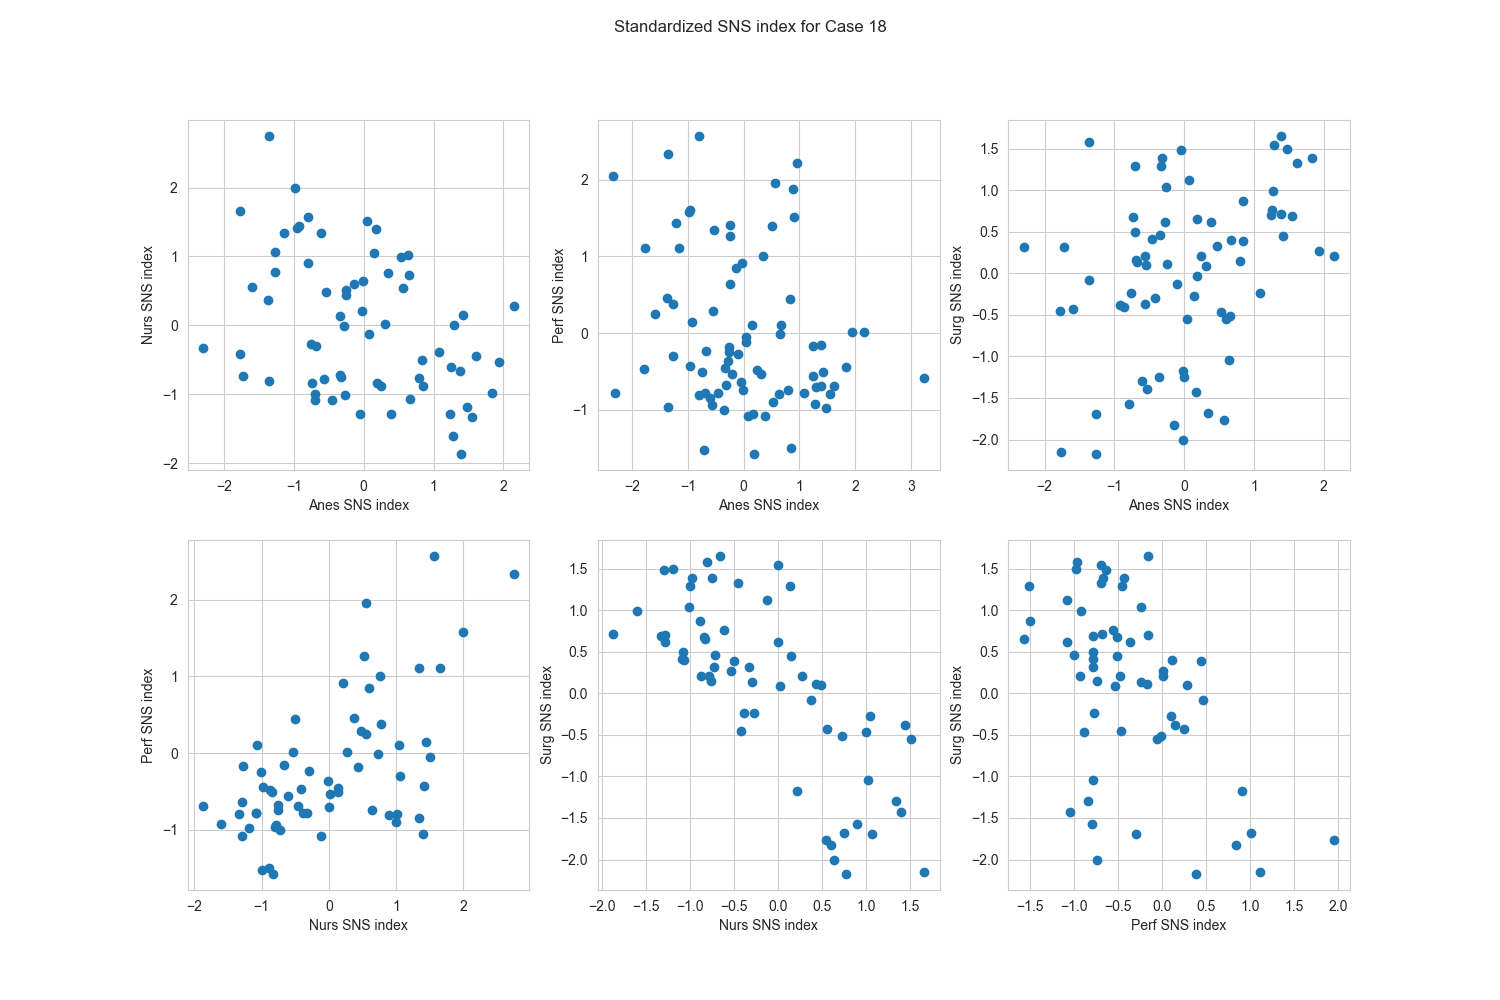 Standardized SNS index for Case 18
Nurs SNS index
2
1
0
−1
−2
−2 −1 0 1 2
Anes SNS index
Perf SNS index
2
1
0
−1
−2 −1 0 1 2 3
Anes SNS index
Surg SNS index
1.5
1.0
0.5
0.0
−0.5
−1.0
−1.5
−2.0
−2 −1 0 1 2
Anes SNS index
Perf SNS index
2
1
0
−1
−2 −1 0 1 2
Nurs SNS index
Surg SNS index
1.5
1.0
0.5
0.0
−0.5
−1.0
−1.5
−2.0
−2.0 −1.5 −1.0 −0.5 0.0 0.5 1.0 1.5
Nurs SNS index
Surg SNS index
1.5
1.0
0.5
0.0
−0.5
−1.0
−1.5
−2.0
−1.5 −1.0 −0.5 0.0 0.5 1.0 1.5 2.0
Perf SNS index